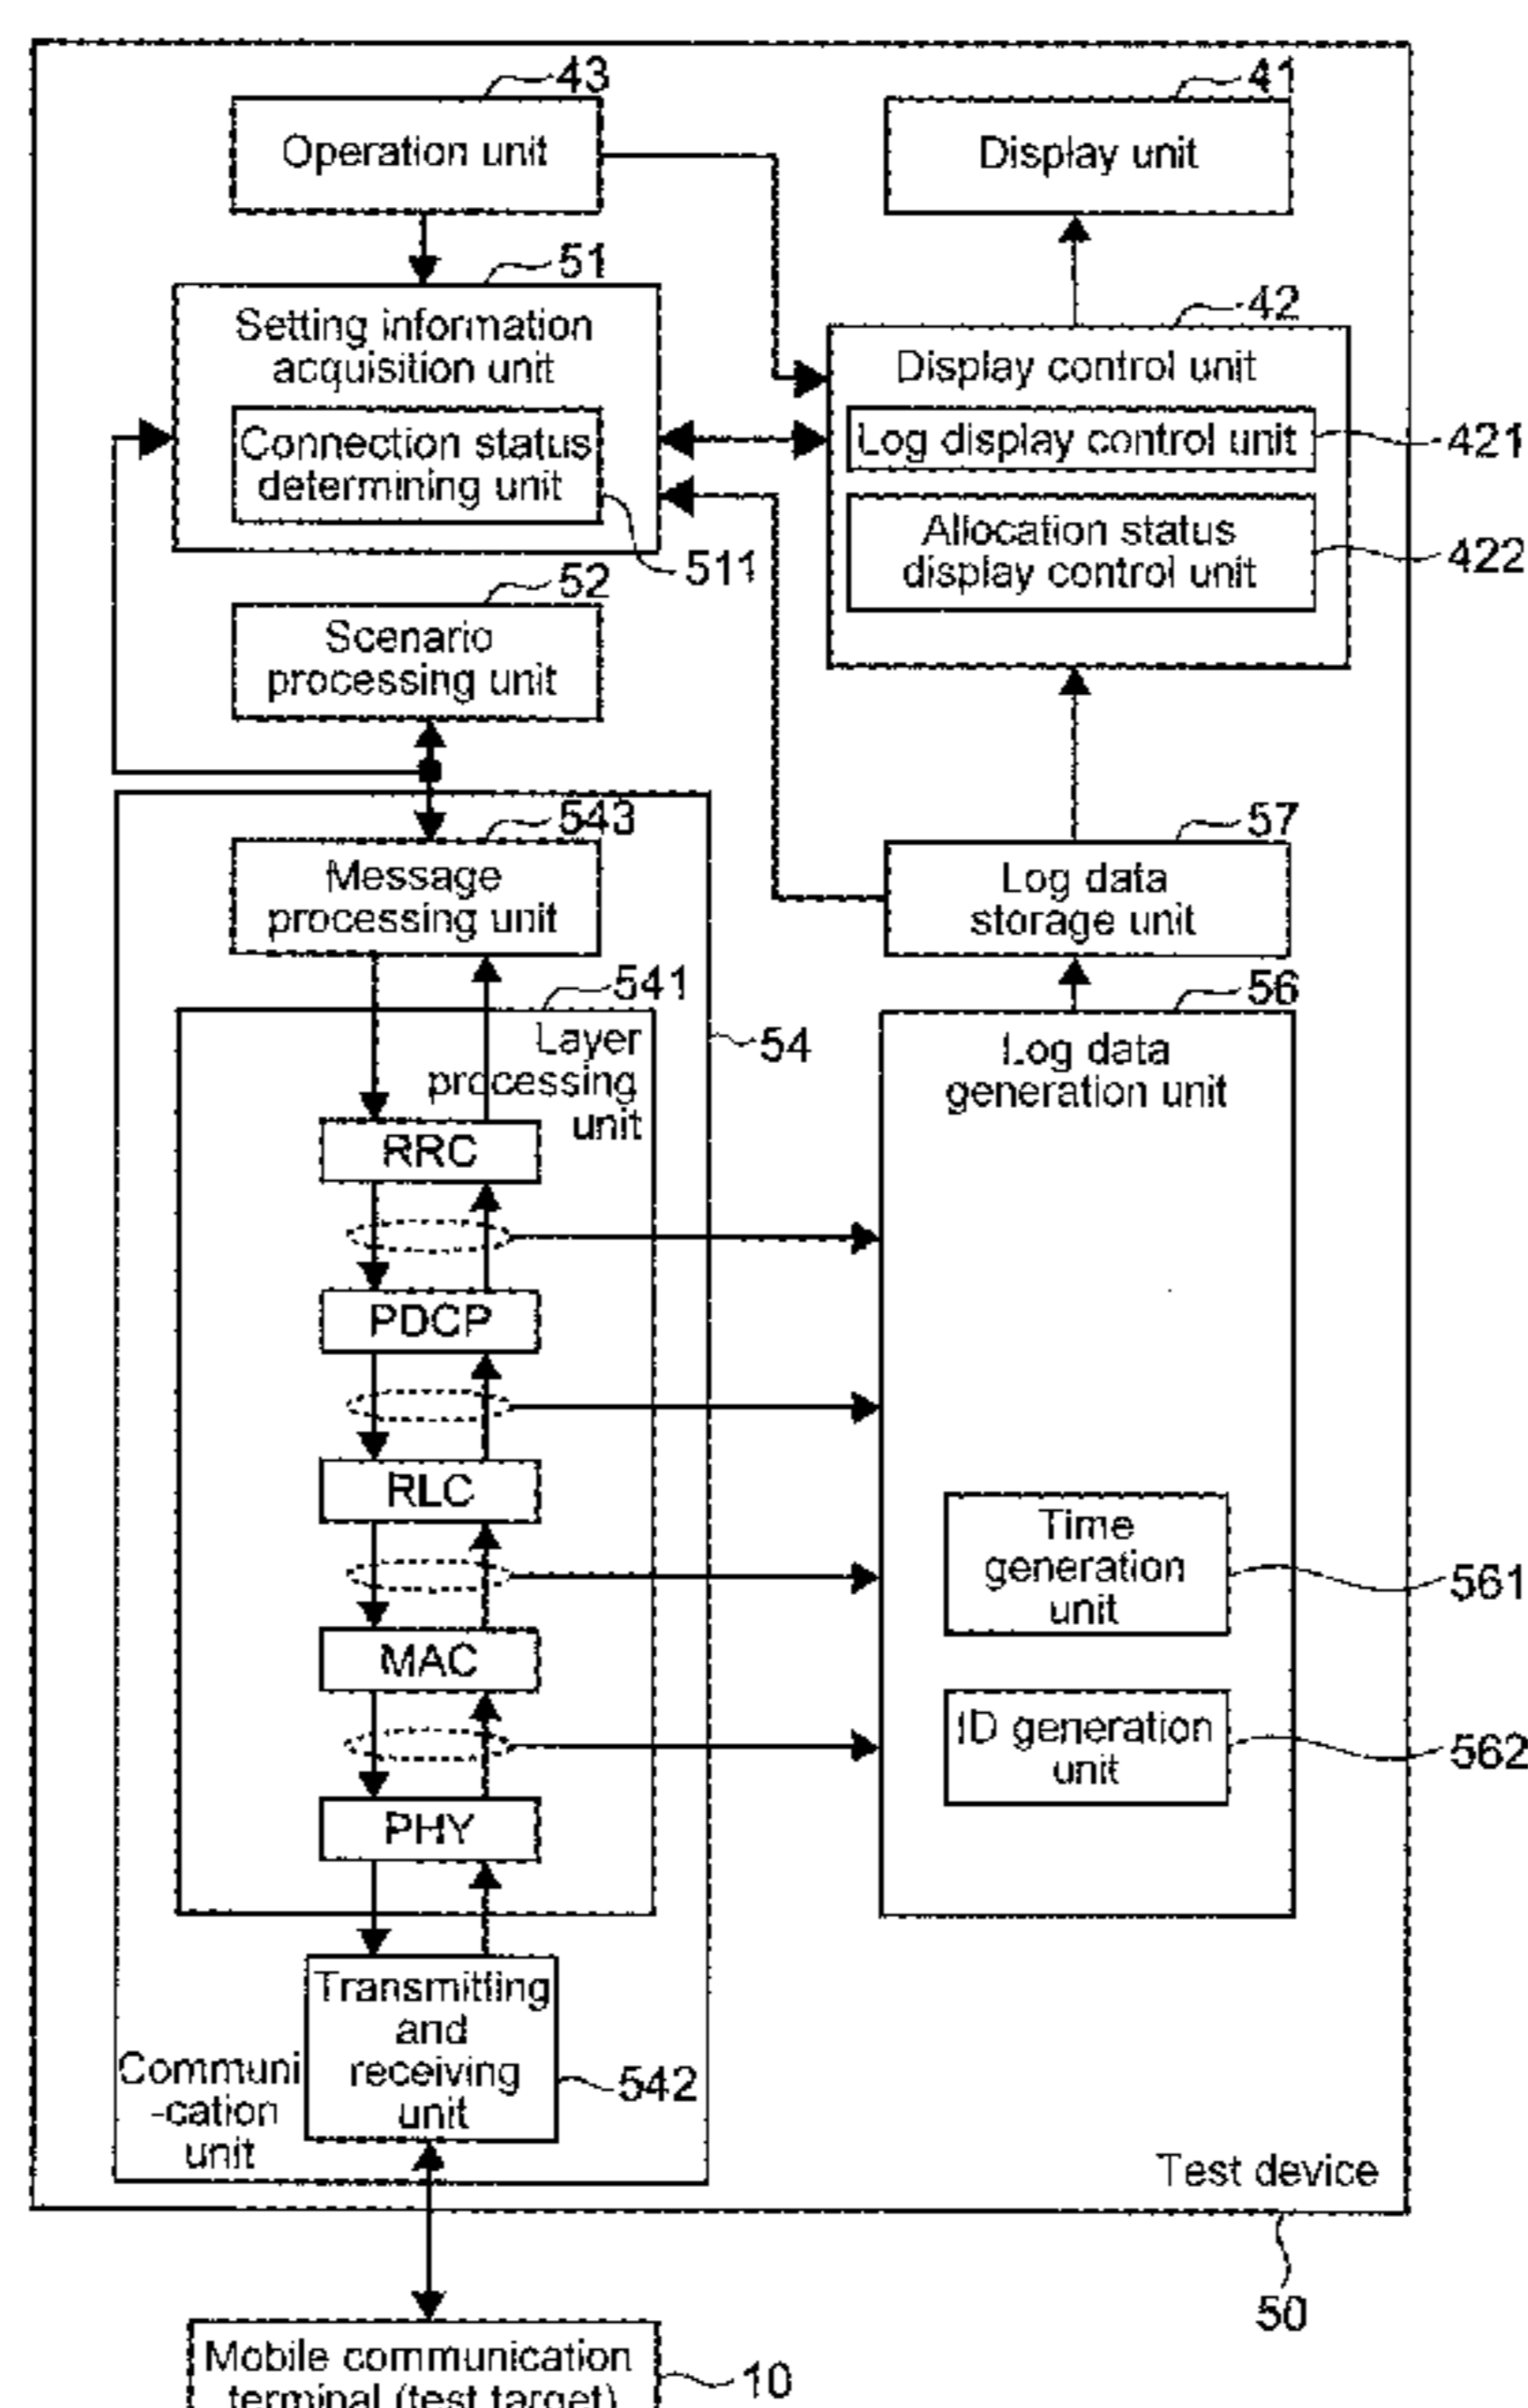 43
Operation unit
41
Display unit
51
Setting information
acquisition unit
Connection status
determining unit
511
42
Display control unit
Log display control unit
421
Allocation status
display control unit
422
52
Scenario
processing unit
543
Message
processing unit
57
Log data
storage unit
541
Layer
processing
unit
54
56
Log data
generation unit
RRC
PDCP
RLC
MAC
PHY
Time
generation
unit
561
ID generation
unit
562
Transmitting
and
receiving
unit
542
Communi
-cation
unit
Test device
50
Mobile communication
terminal (test target)
10